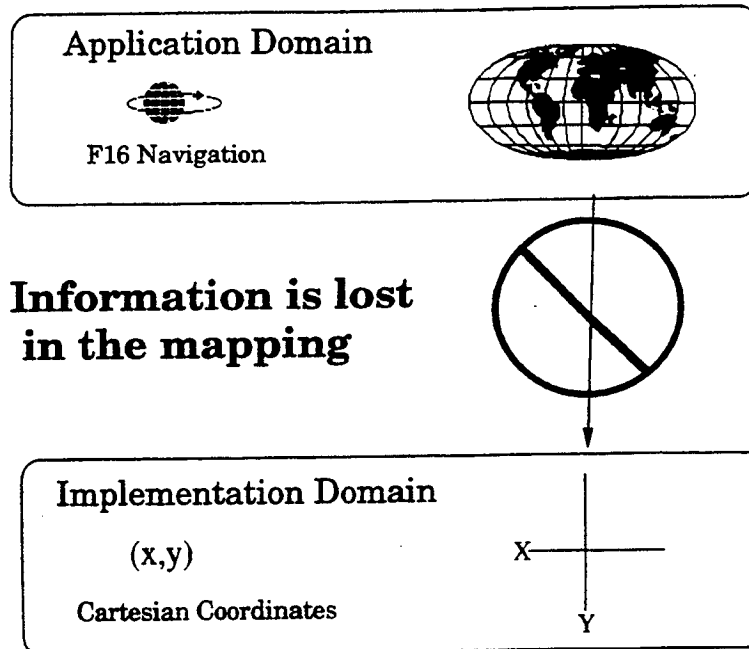 Application Domain
F16 Navigation
Information is lost
in the mapping
Implementation Domain
(x,y)
X
Cartesian Coordinates
Y